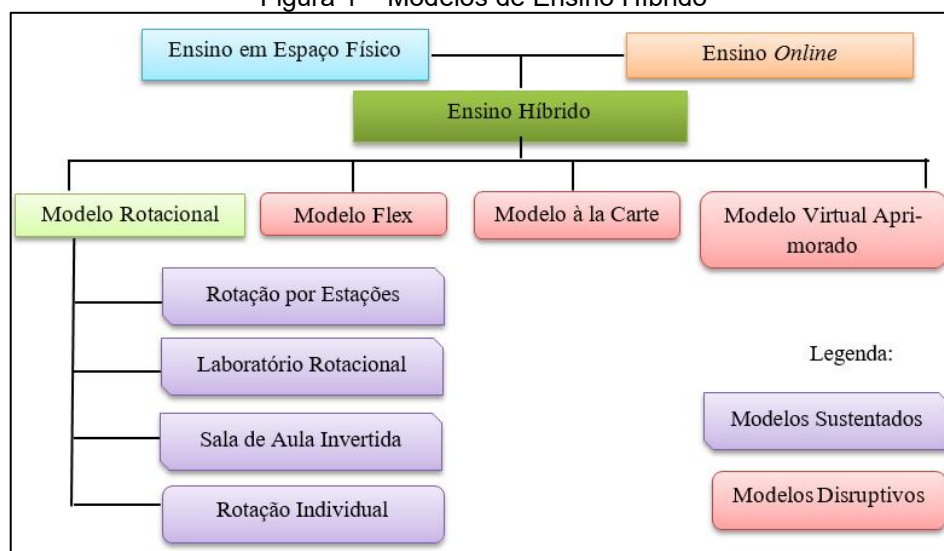 Figura 1 – Modelos de Ensino Híbrido
Ensino em Espaço Físico
Ensino Online
Ensino Híbrido
Modelo Rotacional
Modelo Flex
Modelo à la Carte
Modelo Virtual Apri-
morado
Rotação por Estações
Laboratório Rotacional
Sala de Aula Invertida
Rotação Individual
Legenda:
Modelos Sustentados
Modelos Disruptivos